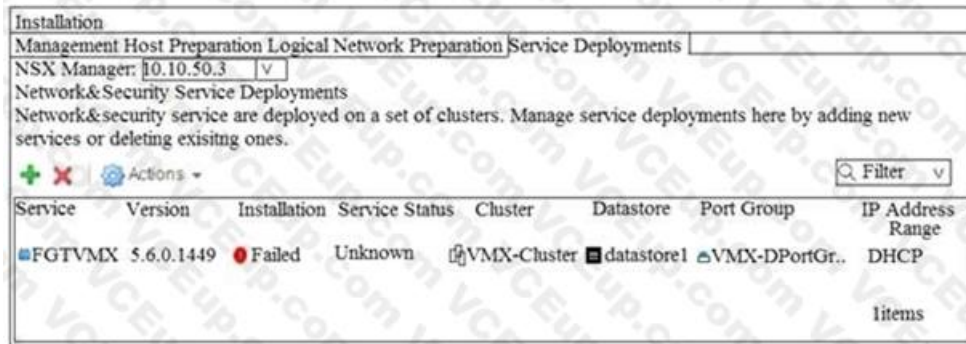 Installation
Management Host Preparation Logical Network Preparation Service Deployments
NSX Manager: 10.10.50.3 v
Network&Security Service Deployments
Network&security service are deployed on a set of clusters. Manage service deployments here by adding new
services or deleting exisitng ones.
Actions Filter v
Service Version Installation Service Status Cluster Datastore Port Group IP Address Range
FGTVMX 5.6.0.1449 Failed Unknown VMX-Cluster datastore1 VMX-DPortGr.. DHCP
1items
VCEup.com